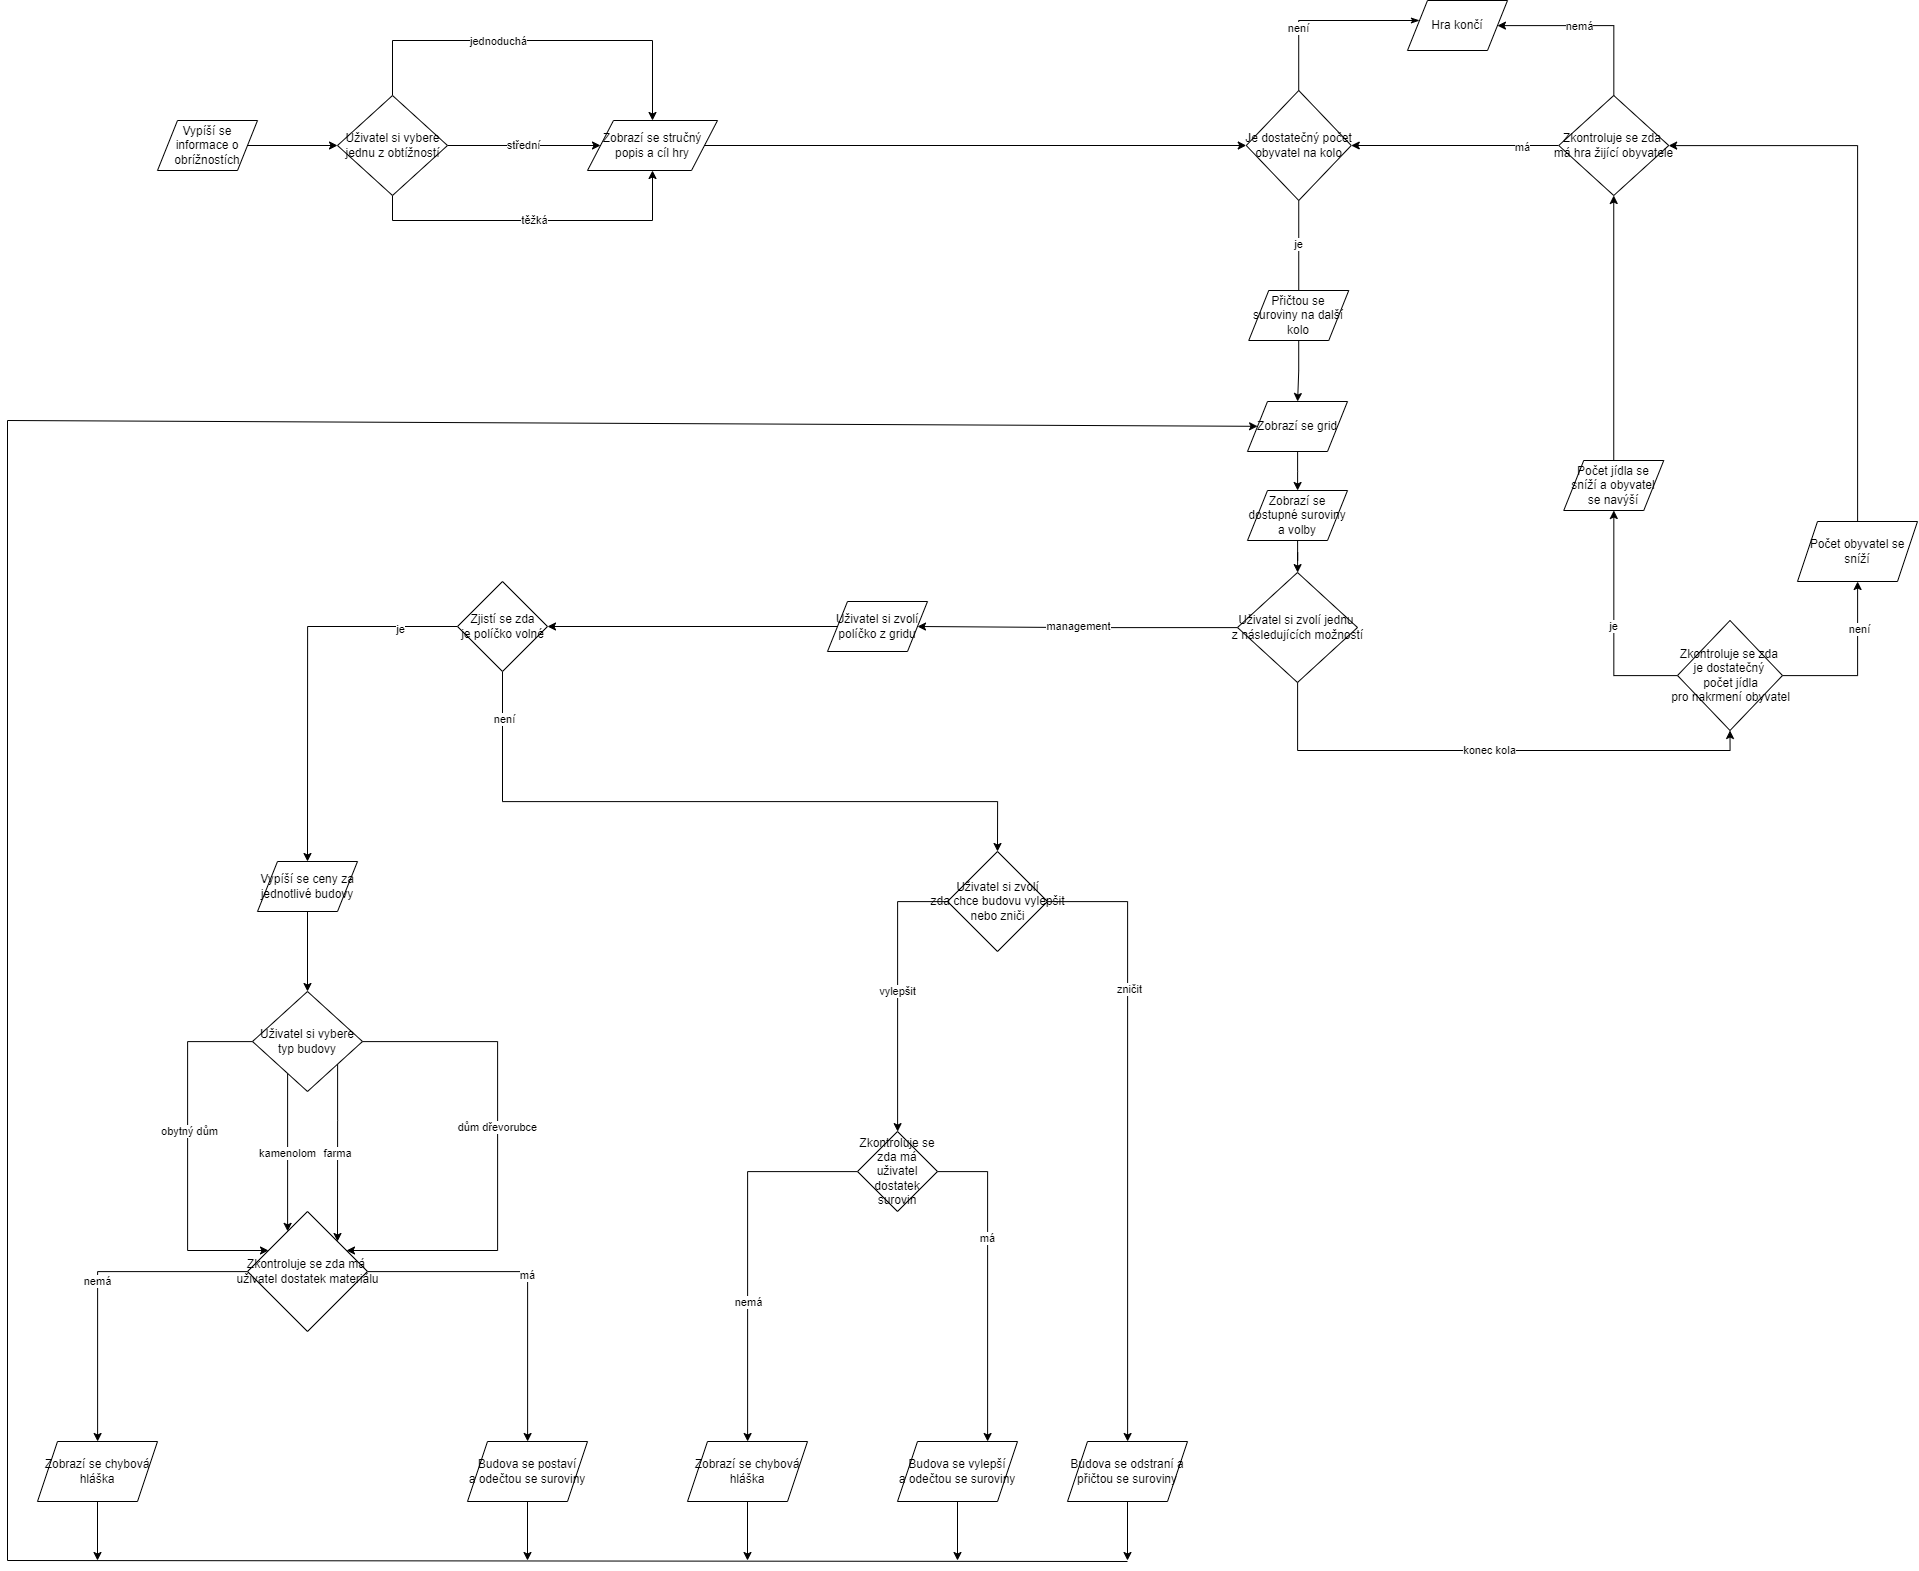 není
Hra končí
nemá
jednoduchá
Vypíší se
informace o
obrížnostích
Uživatel si vybere
jednu z obtížností
střední
Zobrazí se stručný
popis a cíl hry
Je dostatečný počet
obyvatel na kolo
má
Zkontroluje se zda
má hra žijící obyvatele
těžká
je
Přičtou se
suroviny na další
kolo
Zobrazí se grid
Zobrazí se
dostupné suroviny
a volby
Počet jídla se
sníží a obyvatel
se navýší
Počet obyvatel se
sníží
Zjistí se zda
je políčko volné
je
Uživatel si zvolí
políčko z gridu
management
Uživatel si zvolí jednu
z následujících možností
je
není
Zkontroluje se zda
je dostatečný
počet jídla
pro nakrmení obyvatel
není
konec kola
Vypíší se ceny za
jednotlivé budovy
Uživatel si zvolí
zda chce budovu vylepšit
nebo zniči
vylepšit
zničit
Uživatel si vybere
typ budovy
obytný dům
kamenolom
farma
dům dřevorubce
Zkontroluje se
zda má
uživatel
dostatek
surovin
má
nemá
Zkontroluje se zda má
uživatel dostatek materiálu
nemá
má
Zobrazí se chybová
hláška
Budova se postaví
a odečtou se suroviny
Zobrazí se chybová
hláška
Budova se vylepší
a odečtou se suroviny
Budova se odstraní a
přičtou se suroviny